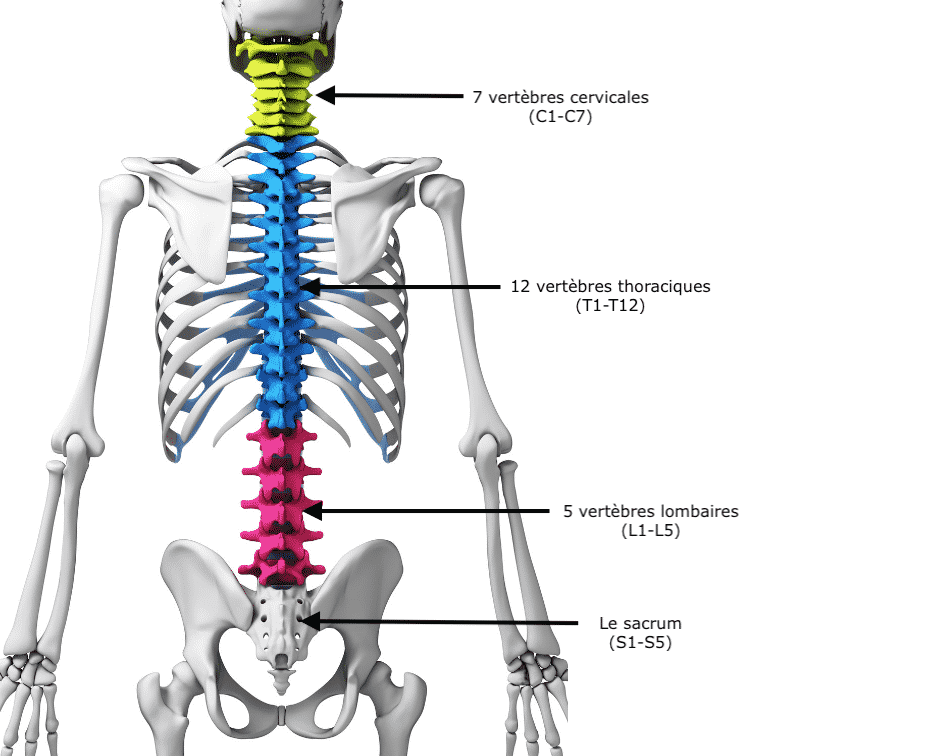 7 vertèbres cervicales
(C1-C7)
12 vertèbres thoraciques
(T1-T12)
5 vertèbres lombaires
(L1-L5)
Le sacrum
(S1-S5)